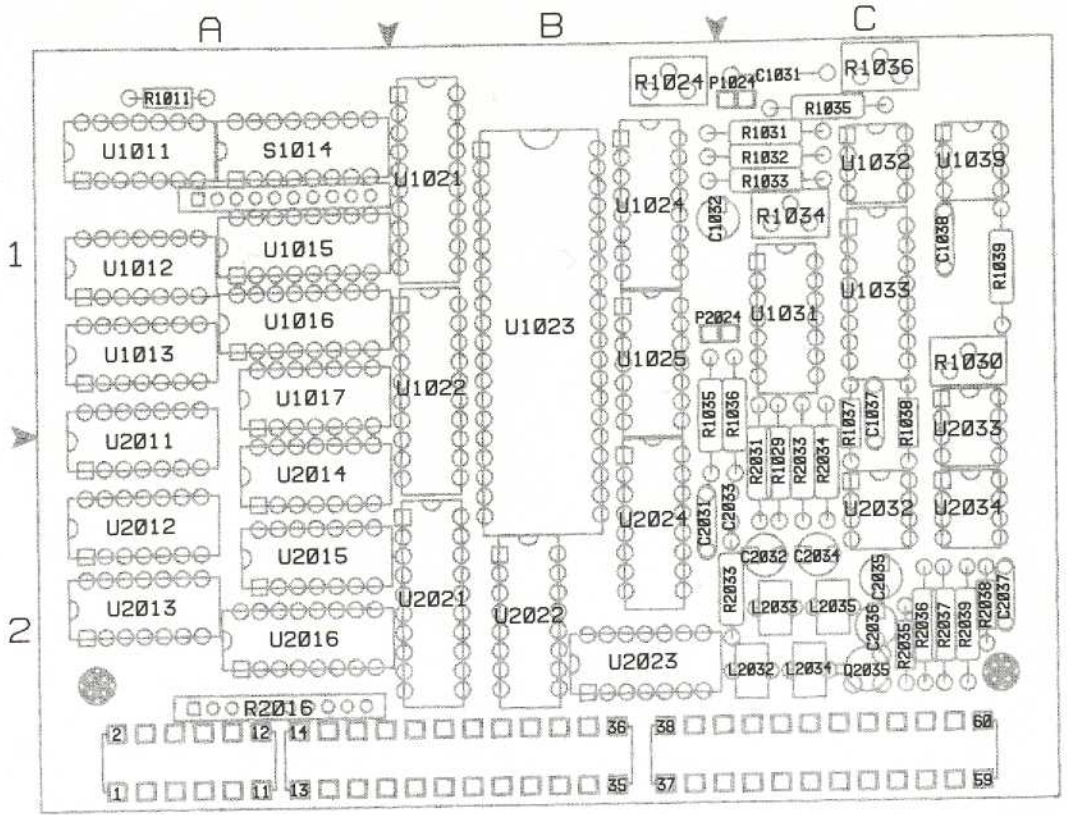 A B C
R1024 P1024 C1031 R1036
R1011 R1035
U1011 S1014 U1021 R1031 U1032 U1039
R1032
R1033
U1024 C1032 R1034
1 U1012 U1015 C1038 R1039
U1016 U1023 P2024 U1031 U1033
U1013 U1022 U1025 R1030
U1017 R1035 R1036 R1037 C1037 R1038
U2011 R2031 R1029 R2033 R2034 U2033
U2014
U2012 U2024 C2031 C2033 U2032 U2034
U2015 C2032 C2034 C2035
2 U2013 U2021 U2022 R2033 L2033 L2035 C2036 R2035 R2036 R2037 R2039 R2038 C2037
U2016 U2023 L2032 L2034 Q2035
R2016
2 12 14 36 38 60
1 11 13 35 37 59